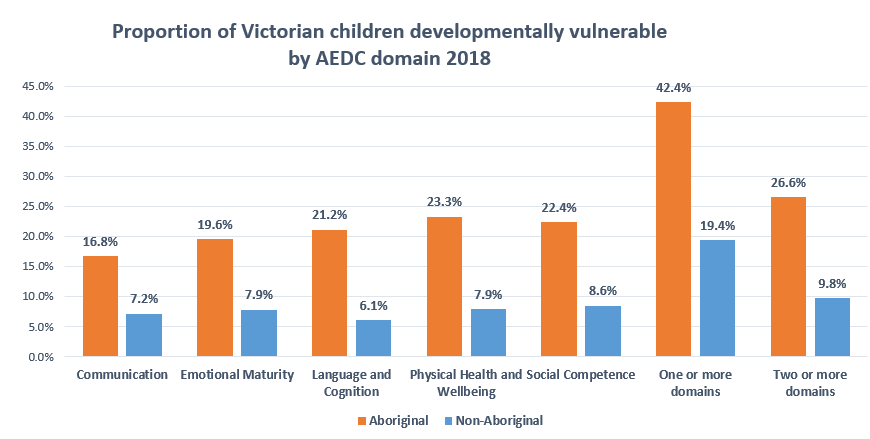 Proportion of Victorian children developmentally vulnerable
by AEDC domain 2018
45.0%
40.0%
35.0%
30.0%
25.0%
20.0%
15.0%
10.0%
5.0%
0.0%
16.8%
7.2%
19.6%
7.9%
21.2%
6.1%
23.3%
7.9%
22.4%
8.6%
42.4%
19.4%
26.6%
9.8%
Communication
Emotional Maturity
Language and
Cognition
Physical Health and
Wellbeing
Social Competence
One or more
domains
Two or more
domains
Aboriginal
Non-Aboriginal